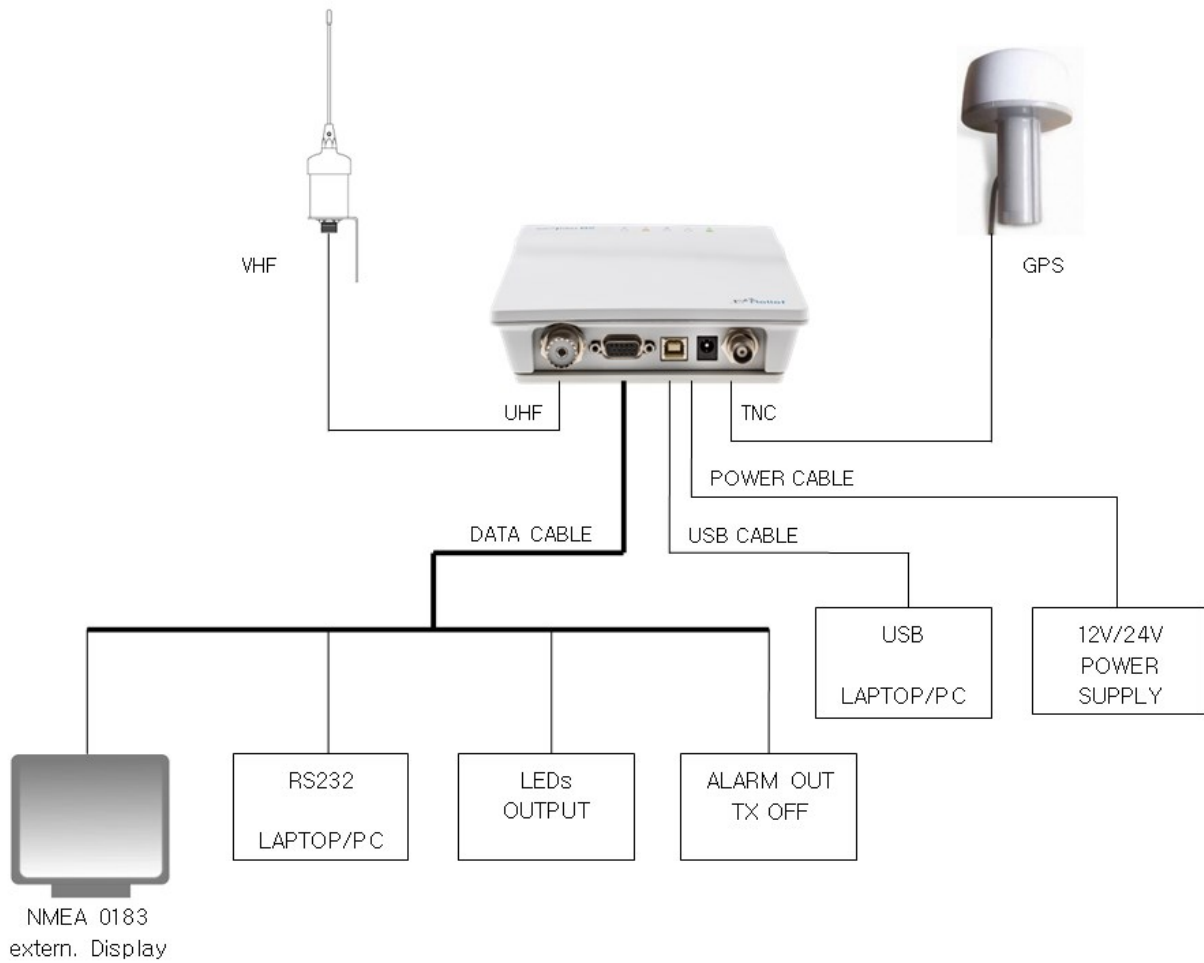 VHF
GPS
UHF
TNC
POWER CABLE
DATA CABLE
USB CABLE
USB
LAPTOP/PC
12V/24V
POWER
SUPPLY
RS232
LAPTOP/PC
LEDs
OUTPUT
ALARM OUT
TX OFF
NMEA 0183
extern. Display